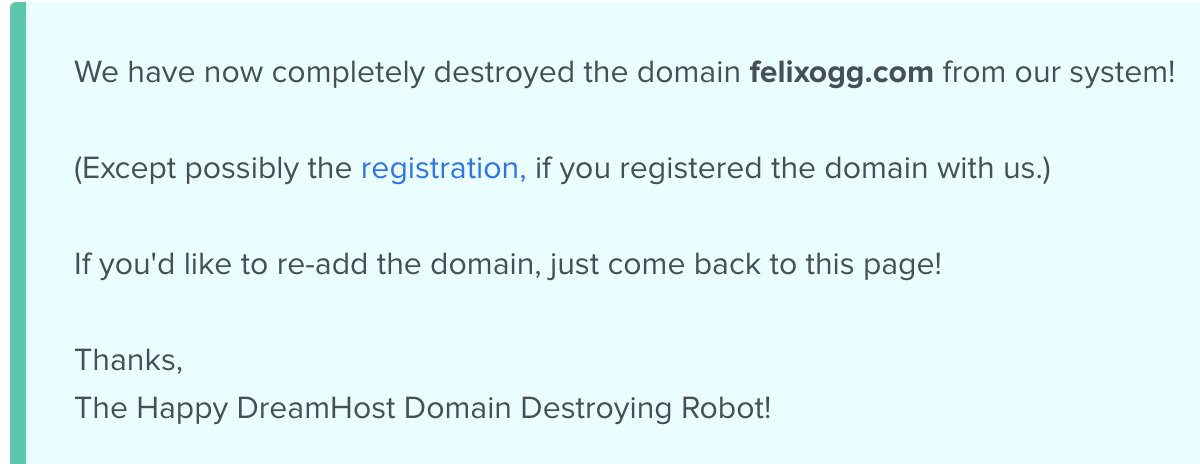 We have now completely destroyed the domain felixogg.com from our system!
(Except possibly the registration, if you registered the domain with us.)
If you'd like to re-add the domain, just come back to this page!
Thanks,
The Happy DreamHost Domain Destroying Robot!